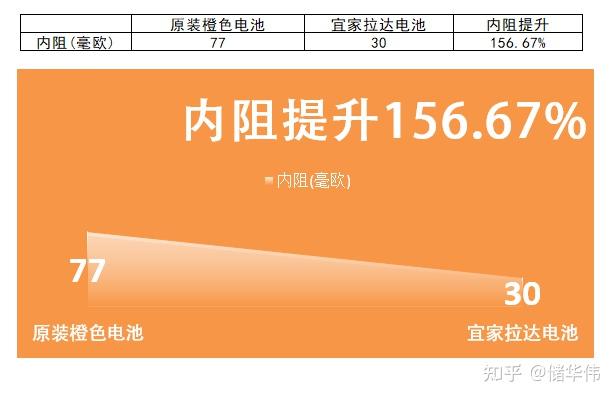 原装橙色电池 宜家拉达电池 内阻提升
内阻(毫欧) 77 30 156.67%
内阻提升156.67%
内阻(毫欧)
77
30
原装橙色电池 宜家拉达电池
知乎 @储华伟